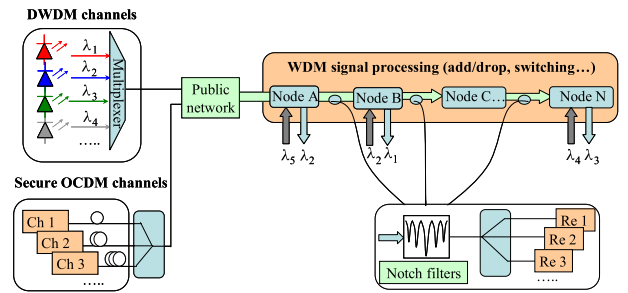 DWDM channels
λ1
λ2
λ3
λ4
.....
Multiplexer
Public
network
WDM signal processing (add/drop, switching…)
Node A
Node B
Node C…
Node N
λ5
λ2
λ2
λ1
λ4
λ3
Secure OCDM channels
Ch 1
Ch 2
Ch 3
.....
Notch filters
Re 1
Re 2
Re 3
.....